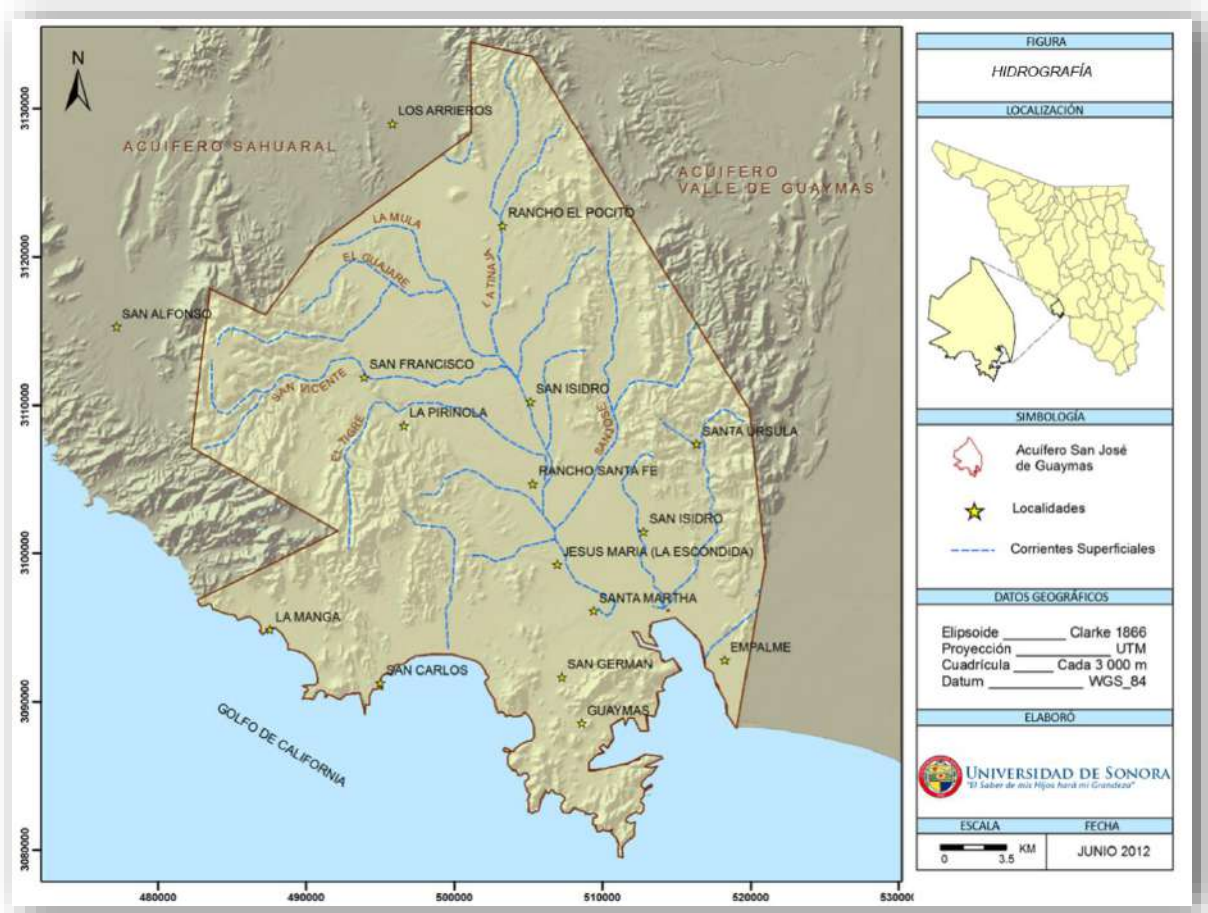 N
LOS ARRIEROS
ACUIFERO SAHUARAL
ACUIFERO
VALLE DE GUAYMAS
RANCHO EL POCITO
LA MULA
EL GUAJARE
LA TINAJA
SAN ALFONSO
SAN FRANCISCO
SAN VICENTE
SAN ISIDRO
LA PIRINOLA
EL TIGRE
SAN JOSE
SANTA URSULA
RANCHO SANTA FE
SAN ISIDRO
JESUS MARIA (LA ESCONDIDA)
SANTA MARTHA
LA MANGA
EMPALME
SAN CARLOS
SAN GERMAN
GUAYMAS
GOLFO DE CALIFORNIA
3130000
3120000
3110000
3100000
3090000
3080000
480000
490000
500000
510000
520000
FIGURA
HIDROGRAFÍA
LOCALIZACIÓN
SIMBOLOGÍA
Acuífero San José
de Guaymas
Localidades
Corrientes Superficiales
DATOS GEOGRÁFICOS
Elipsoide ______ Clarke 1866
Proyección ______ UTM
Cuadrícula ____ Cada 3 000 m
Datum ______ WGS_84
ELABORÓ
UNIVERSIDAD DE SONORA
"El Saber de mis Hijos hará mi Grandeza"
ESCALA
0 3.5 KM
FECHA
JUNIO 2012